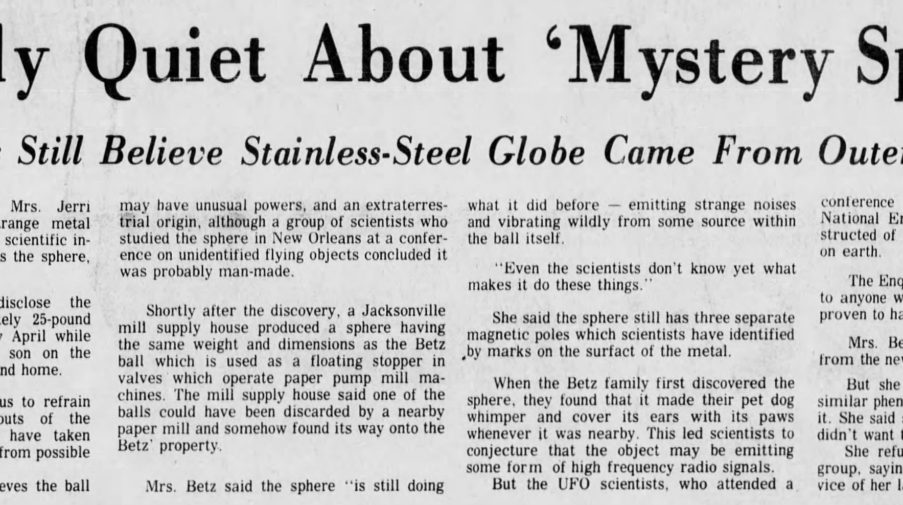 ly Quiet About ‘Mystery Sp
Still Believe Stainless-Steel Globe Came From Oute
Mrs. Jerri
range metal
scientific in-
s the sphere,
disclose the
ely 25-pound
April while
son on the
nd home.
us to refrain
outs of the
have taken
from possible
eves the ball
may have unusual powers, and an extraterres-
trial origin, although a group of scientists who
studied the sphere in New Orleans at a confer-
ence on unidentified flying objects concluded it
was probably man-made.
Shortly after the discovery, a Jacksonville
mill supply house produced a sphere having
the same weight and dimensions as the Betz
ball which is used as a floating stopper in
valves which operate paper pump mill ma-
chines. The mill supply house said one of the
balls could have been discarded by a nearby
paper mill and somehow found its way onto the
Betz' property.
Mrs. Betz said the sphere "is still doing
what it did before — emitting strange noises
and vibrating wildly from some source within
the ball itself.
"Even the scientists don't know yet what
makes it do these things."
She said the sphere still has three separate
magnetic poles which scientists have identified
by marks on the surfact of the metal.
When the Betz family first discovered the
sphere, they found that it made their pet dog
whimper and cover its ears with its paws
whenever it was nearby. This led scientists to
conjecture that the object may be emitting
some form of high frequency radio signals.
But the UFO scientists, who attended a
conference
National En
structed of
on earth.
The Enq
to anyone w
proven to ha
Mrs. Be
from the nev
But she
similar phen
it. She said
didn't want t
She refu
group, sayin
vice of her la